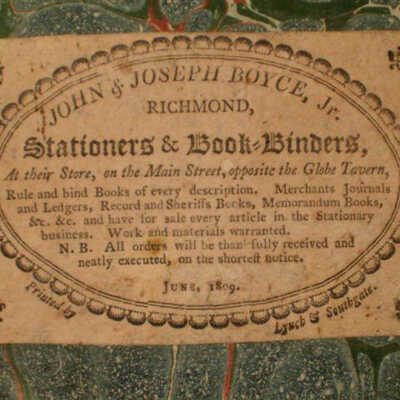 JOHN & JOSEPH BOYCE, Jr.
RICHMOND,
Stationers & Book-Binders,
At their Store, on the Main Street, opposite the Globe Tavern,
Rule and bind Books of every description. Merchants Journals
and Ledgers, Record and Sheriffs Books, Memorandum Books,
&c. &c. and have for sale every article in the Stationary
business. Work and materials warranted.
N. B. All orders will be thankfully received and
neatly executed, on the shortest notice.
JUNE, 1809.
Printed by
Lynch & Southgate.